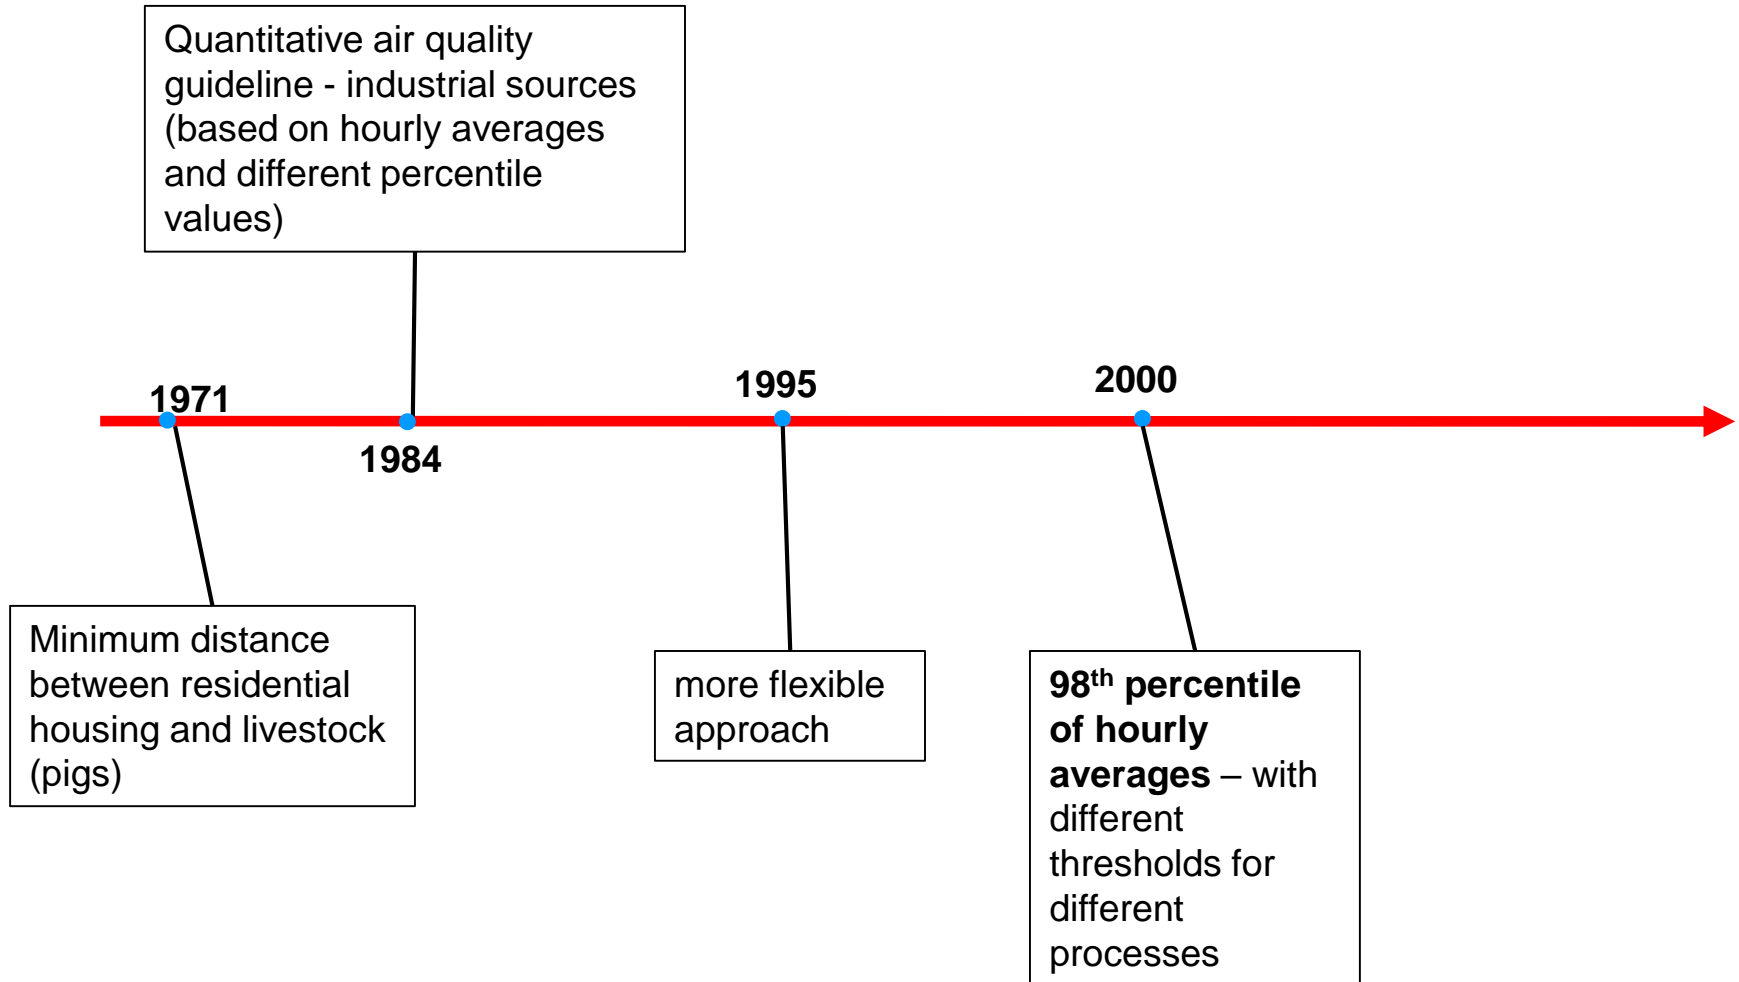 Quantitative air quality
guideline - industrial sources
(based on hourly averages
and different percentile
values)
1971
1984
1995
2000
Minimum distance
between residential
housing and livestock
(pigs)
more flexible
approach
98th percentile
of hourly
averages – with
different
thresholds for
different
processes